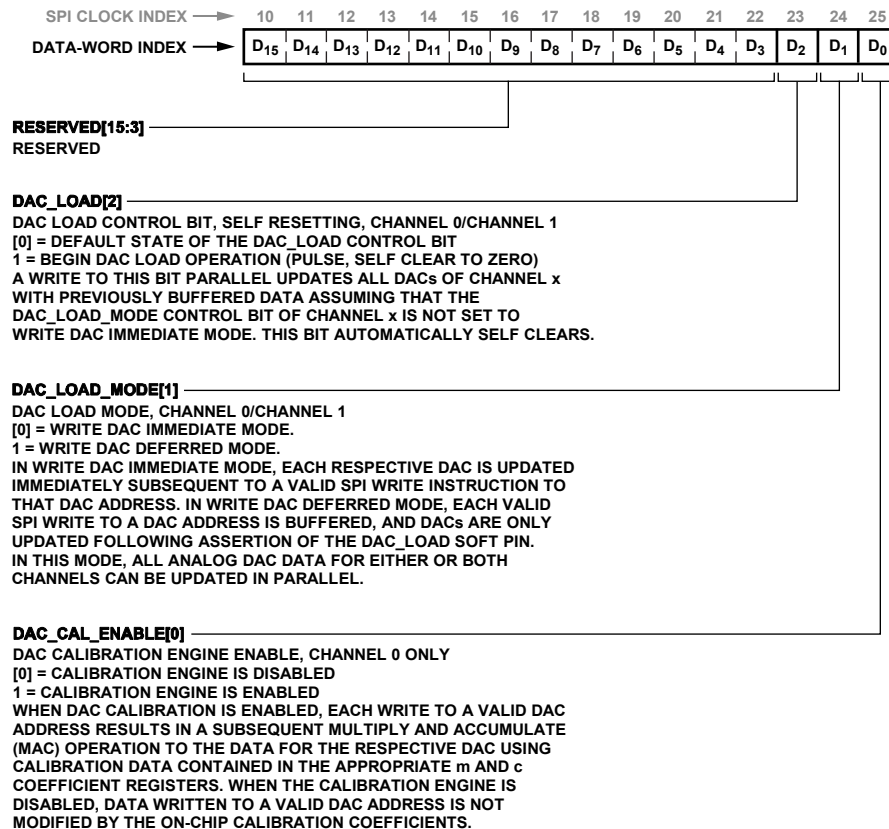 SPI CLOCK INDEX 10 11 12 13 14 15 16 17 18 19 20 21 22 23 24 25
DATA-WORD INDEX D15 D14 D13 D12 D11 D10 D9 D8 D7 D6 D5 D4 D3 D2 D1 D0
RESERVED[15:3]
RESERVED
DAC_LOAD[2]
DAC LOAD CONTROL BIT, SELF RESETTING, CHANNEL 0/CHANNEL 1
[0] = DEFAULT STATE OF THE DAC_LOAD CONTROL BIT
1 = BEGIN DAC LOAD OPERATION (PULSE, SELF CLEAR TO ZERO)
A WRITE TO THIS BIT PARALLEL UPDATES ALL DACs OF CHANNEL x
WITH PREVIOUSLY BUFFERED DATA ASSUMING THAT THE
DAC_LOAD_MODE CONTROL BIT OF CHANNEL x IS NOT SET TO
WRITE DAC IMMEDIATE MODE. THIS BIT AUTOMATICALLY SELF CLEARS.
DAC_LOAD_MODE[1]
DAC LOAD MODE, CHANNEL 0/CHANNEL 1
[0] = WRITE DAC IMMEDIATE MODE.
1 = WRITE DAC DEFERRED MODE.
IN WRITE DAC IMMEDIATE MODE, EACH RESPECTIVE DAC IS UPDATED
IMMEDIATELY SUBSEQUENT TO A VALID SPI WRITE INSTRUCTION TO
THAT DAC ADDRESS. IN WRITE DAC DEFERRED MODE, EACH VALID
SPI WRITE TO A DAC ADDRESS IS BUFFERED, AND DACs ARE ONLY
UPDATED FOLLOWING ASSERTION OF THE DAC_LOAD SOFT PIN.
IN THIS MODE, ALL ANALOG DAC DATA FOR EITHER OR BOTH
CHANNELS CAN BE UPDATED IN PARALLEL.
DAC_CAL_ENABLE[0]
DAC CALIBRATION ENGINE ENABLE, CHANNEL 0 ONLY
[0] = CALIBRATION ENGINE IS DISABLED
1 = CALIBRATION ENGINE IS ENABLED
WHEN DAC CALIBRATION IS ENABLED, EACH WRITE TO A VALID DAC
ADDRESS RESULTS IN A SUBSEQUENT MULTIPLY AND ACCUMULATE
(MAC) OPERATION TO THE DATA FOR THE RESPECTIVE DAC USING
CALIBRATION DATA CONTAINED IN THE APPROPRIATE m AND c
COEFFICIENT REGISTERS. WHEN THE CALIBRATION ENGINE IS
DISABLED, DATA WRITTEN TO A VALID DAC ADDRESS IS NOT
MODIFIED BY THE ON-CHIP CALIBRATION COEFFICIENTS.